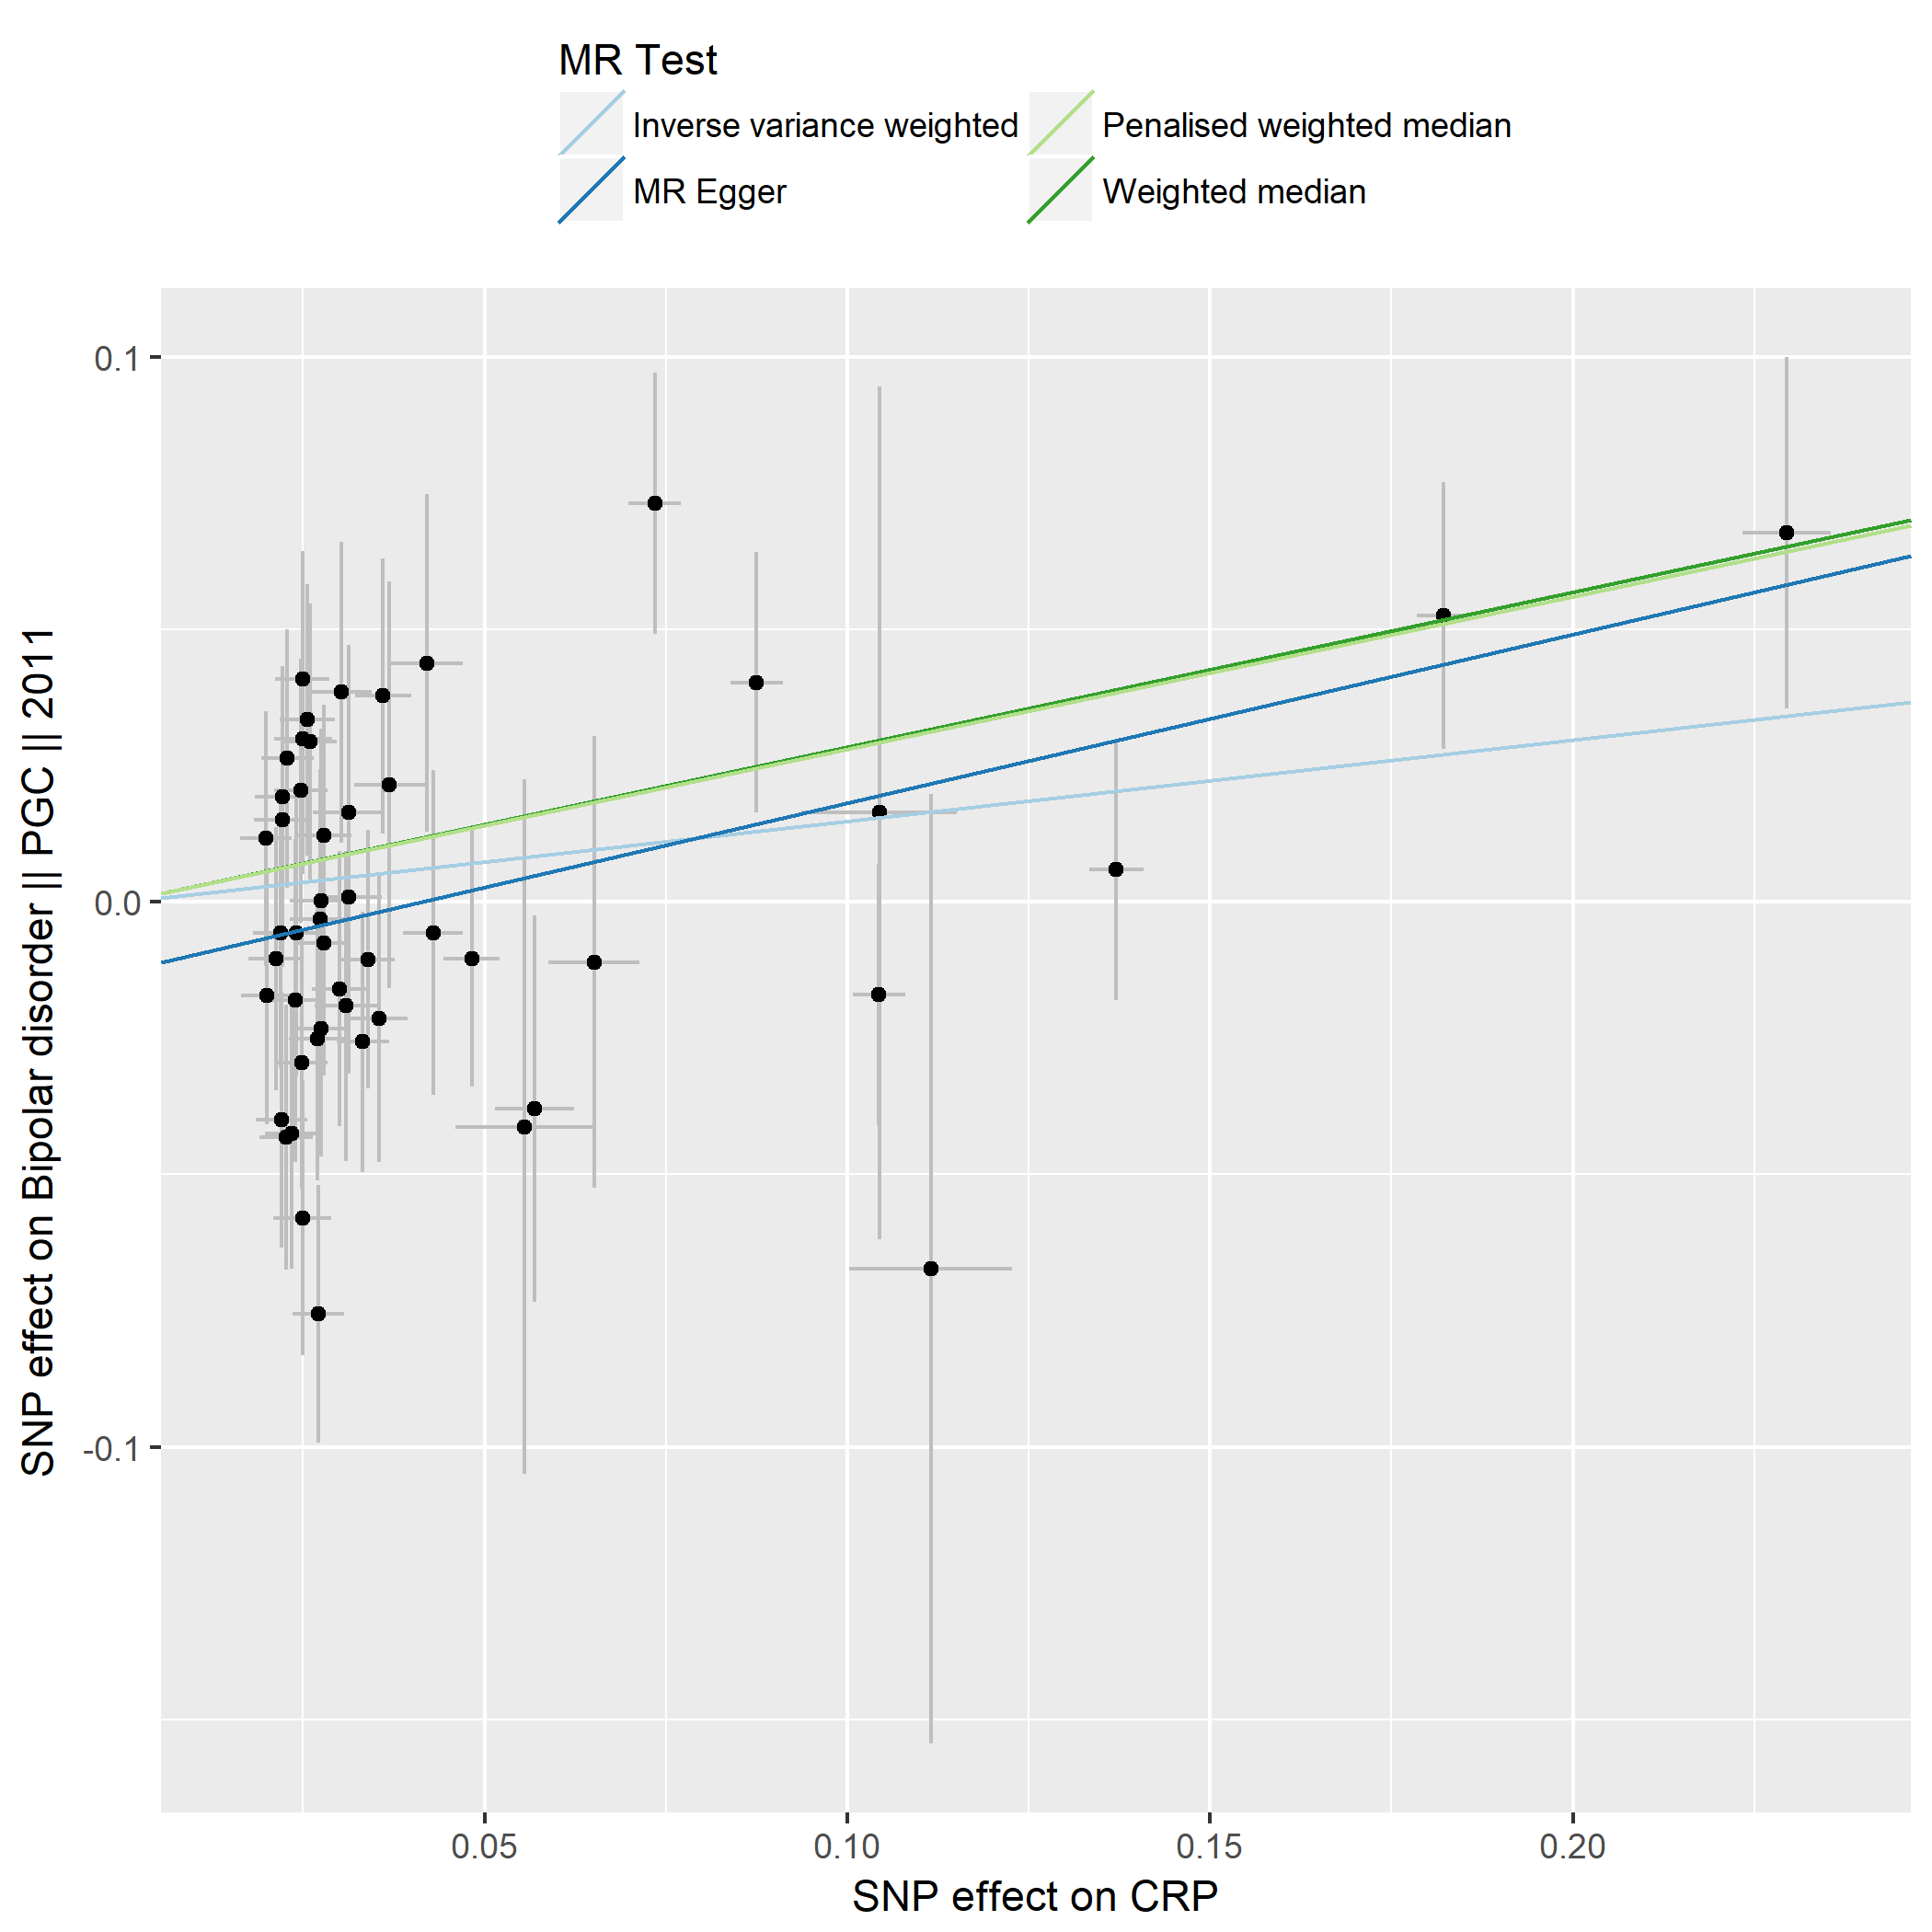 MR Test
Inverse variance weighted
Penalised weighted median
MR Egger
Weighted median
SNP effect on Bipolar disorder || PGC || 2011
0.1
0.0
-0.1
0.05
0.10
0.15
0.20
SNP effect on CRP